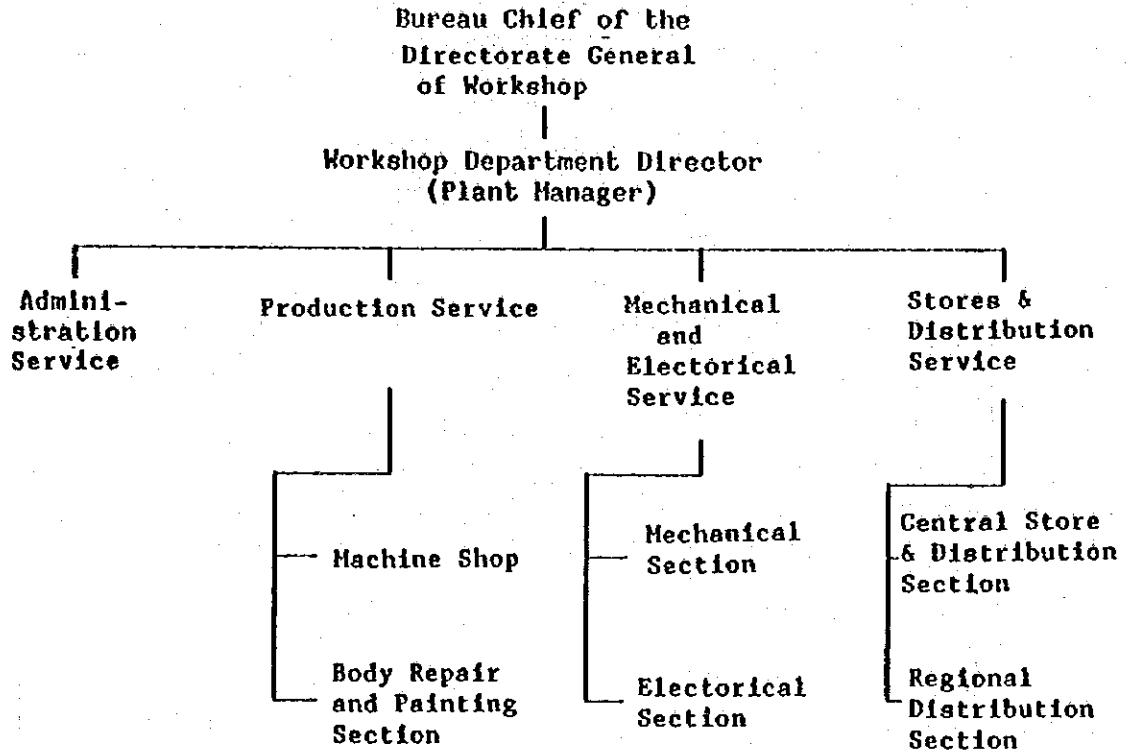 Bureau Chief of the
Directorate General
of Workshop
Workshop Department Director
(Plant Manager)
Admini-
stration
Service
Production Service
Mechanical
and
Electorical
Service
Stores &
Distribution
Service
Machine Shop
Body Repair
and Painting
Section
Mechanical
Section
Electorical
Section
Central Store
& Distribution
Section
Regional
Distribution
Section